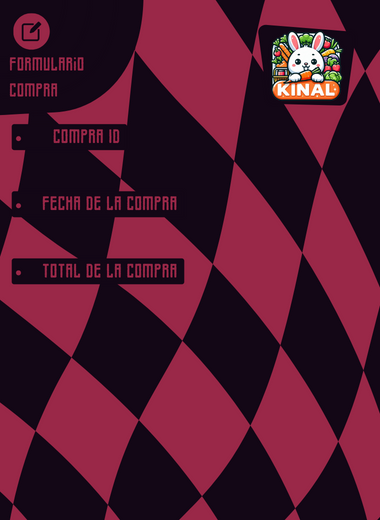 FORMULARIO
COMPRA
KINAL
COMPRA ID
FECHA DE LA COMPRA
TOTAL DE LA COMPRA